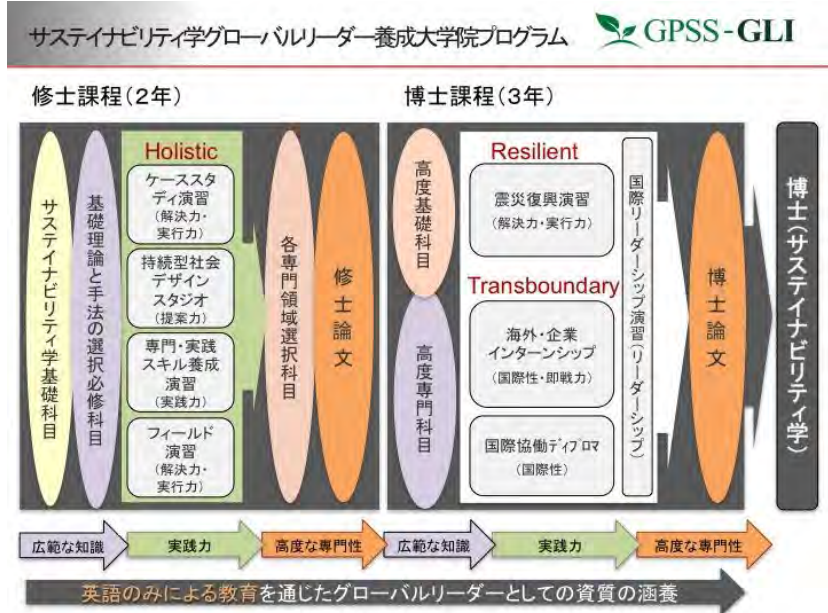 サステイナビリティ学グローバルリーダー養成大学院プログラム
GPSS-GLI
修士課程(2年)
サステイナビリティ学基礎科目
基礎理論と手法の選択必修科目
Holistic
ケーススタ
ディ演習
(解決力・
実行力)
持続型社会
デザイン
スタジオ
(提案力)
専門・実践
スキル養成
演習
(実践力)
フィールド
演習
(解決力・
実行力)
各専門領域選択科目
修士論文
博士課程(3年)
高度基礎科目
高度専門科目
Resilient
震災復興演習
(解決力・実行力)
Transboundary
海外・企業
インターンシップ
(国際性・即戦力)
国際協働ディプロマ
(国際性)
国際リーダーシップ演習(リーダーシップ)
博士論文
博士(サステイナビリティ学)
広範な知識
実践力
高度な専門性
広範な知識
実践力
高度な専門性
英語のみによる教育を通じたグローバルリーダーとしての資質の涵養